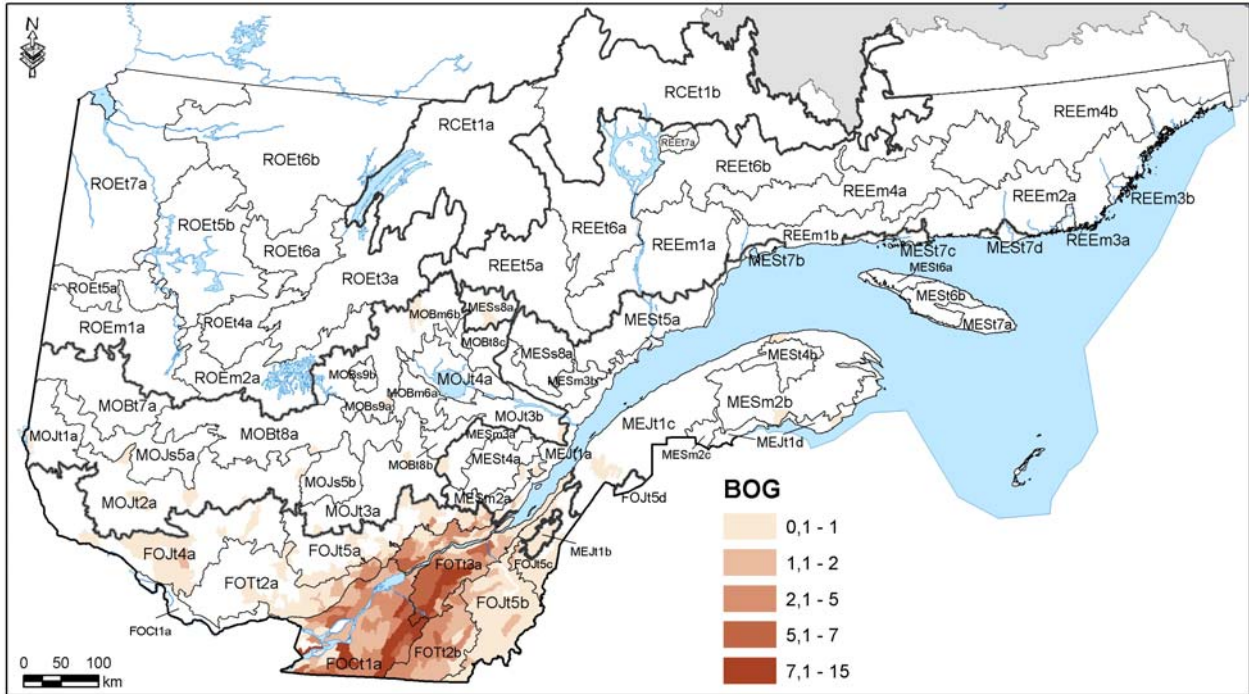 N
RCEt1b
REEm4b
RCEt1a
REEt7a
ROEt6b
REEt6b
ROEt7a
REEm4a
REEm2a
REEm3b
ROEt5b
REEt6a
REEm1a
REEm1b
REEm3a
ROEt6a
MESt7c
MESt7d
MESt7b
REEt5a
MESt6a
ROEt3a
ROEt5a
MESt6b
MESs8a
MESt7a
MOBm6b
MESt5a
ROEm1a
ROEt4a
MOBt8c
MESs8a
MESt4b
ROEm2a
MOBs9b
MOJt4a
MESm3b
MOBm6a
MESm2b
MOBt7a
MOBs9a
MOJt3b
MEJt1c
MOJt1a
MOBt8a
MESm3a
MEJt1d
MEJt1a
MESm2c
MOJs5a
MESt4a
MOBt8b
FOJt5d
MOJs5b
BOG
MOJt2a
MESm2a
MOJt3a
0,1 - 1
MEJt1b
FOJt4a
FOJt5a
1,1 - 2
FOTt3a
FOJt5c
FOTt2a
2,1 - 5
FOJt5b
FOCt1a
5,1 - 7
FOTt2b
FOCt1a
0 50 100
km
7,1 - 15